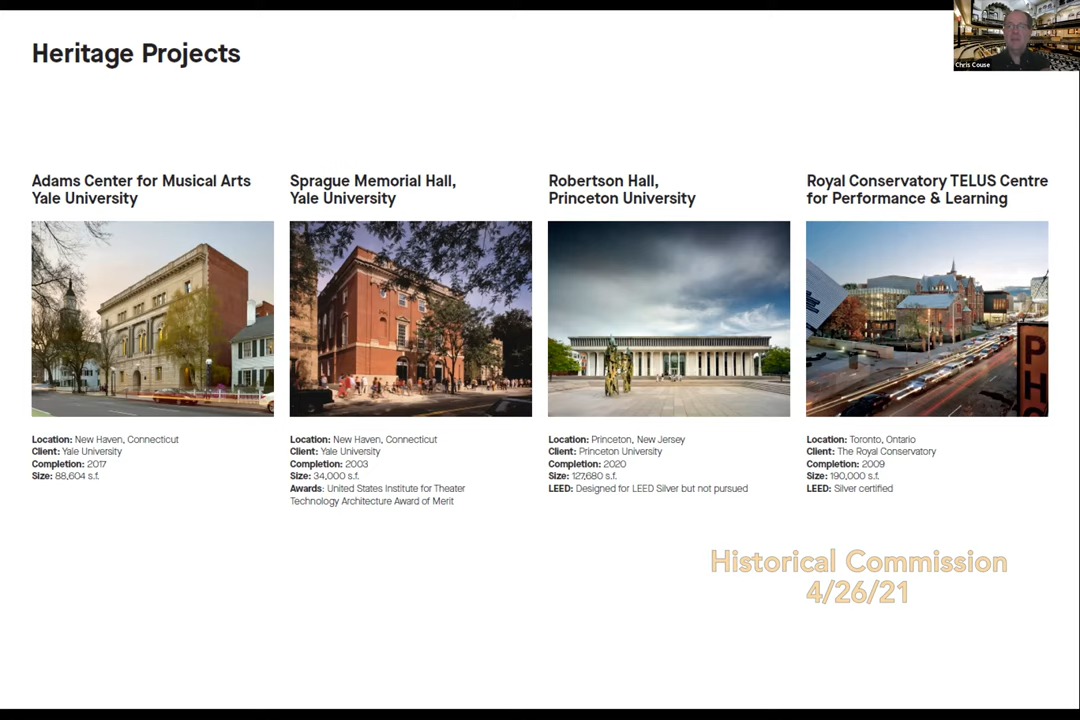 Heritage Projects
Chris Couse
Adams Center for Musical Arts
Yale University
Location: New Haven, Connecticut
Client: Yale University
Completion: 2017
Size: 88,604 s.f.
Sprague Memorial Hall,
Yale University
Location: New Haven, Connecticut
Client: Yale University
Completion: 2003
Size: 34,000 s.f.
Awards: United States Institute for Theater
Technology Architecture Award of Merit
Robertson Hall,
Princeton University
Location: Princeton, New Jersey
Client: Princeton University
Completion: 2020
Size: 127,680 s.f.
LEED: Designed for LEED Silver but not pursued
Royal Conservatory TELUS Centre
for Performance & Learning
PH
Location: Toronto, Ontario
Client: The Royal Conservatory
Completion: 2009
Size: 190,000 s.f.
LEED: Silver certified
Historical Commission
4/26/21